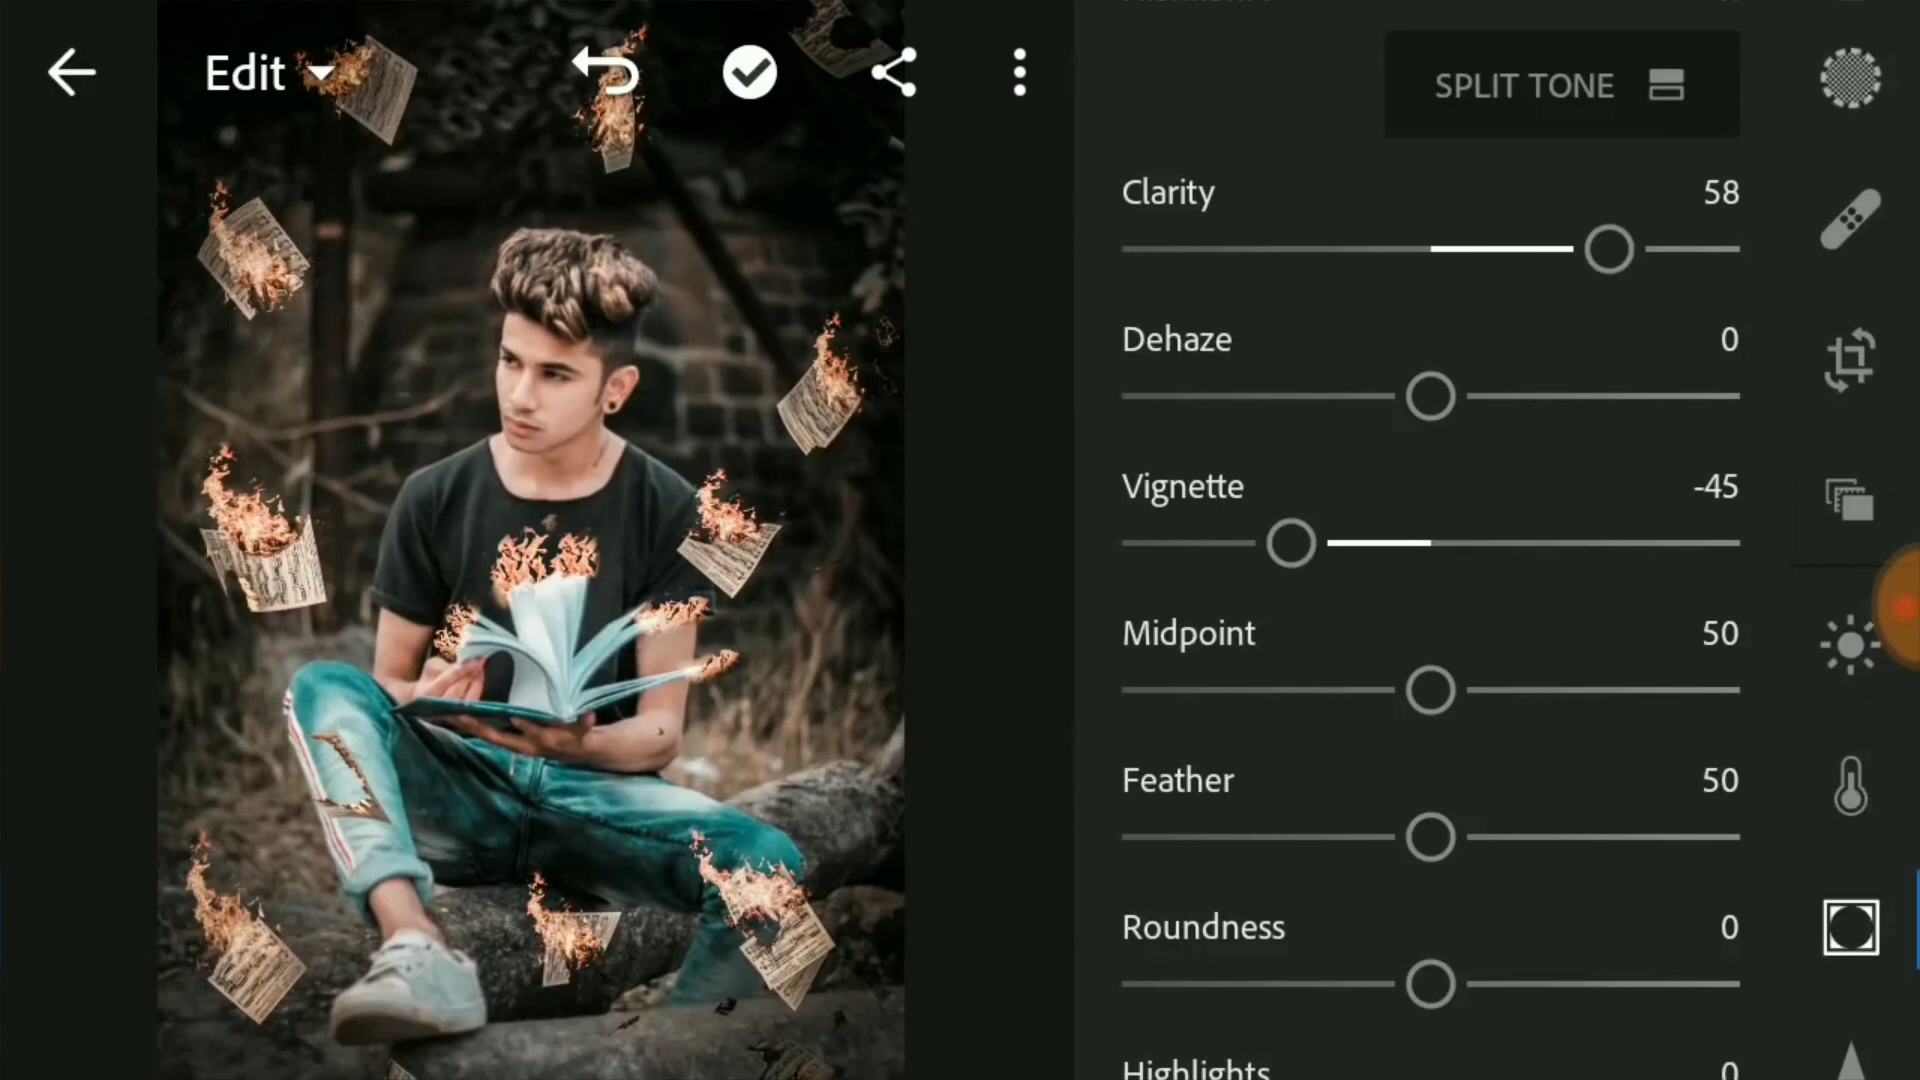 Edit
SPLIT TONE
Clarity 58
Dehaze 0
Vignette -45
Midpoint 50
Feather 50
Roundness 0
Highlights 0